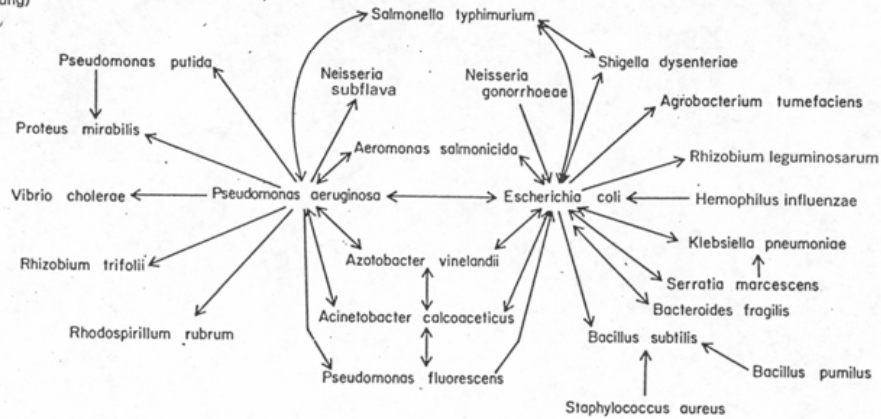 Salmonella typhimurium
Pseudomonas putida
Shigella dysenteriae
Neisseria
subflava
Neisseria
gonorrhoeae
Agrobacterium tumefaciens
Proteus mirabilis
Aeromonas salmonicida
Rhizobium leguminosarum
Vibrio cholerae
Pseudomonas aeruginosa
Escherichia coli
Hemophilus influenzae
Klebsiella pneumoniae
Rhizobium trifolii
Azotobacter vinelandii
Serratia marcescens
Bacteroides fragilis
Acinetobacter calcoaceticus
Rhodospirillum rubrum
Bacillus subtilis
Pseudomonas fluorescens
Bacillus pumilus
Staphylococcus aureus